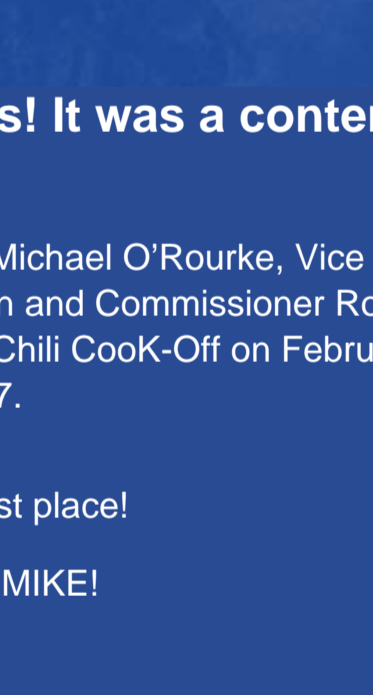 s! It was a conte
Michael O'Rourke, Vice
and Commissioner Ro
Chili CooK-Off on Febru
7.
st place!
MIKE!